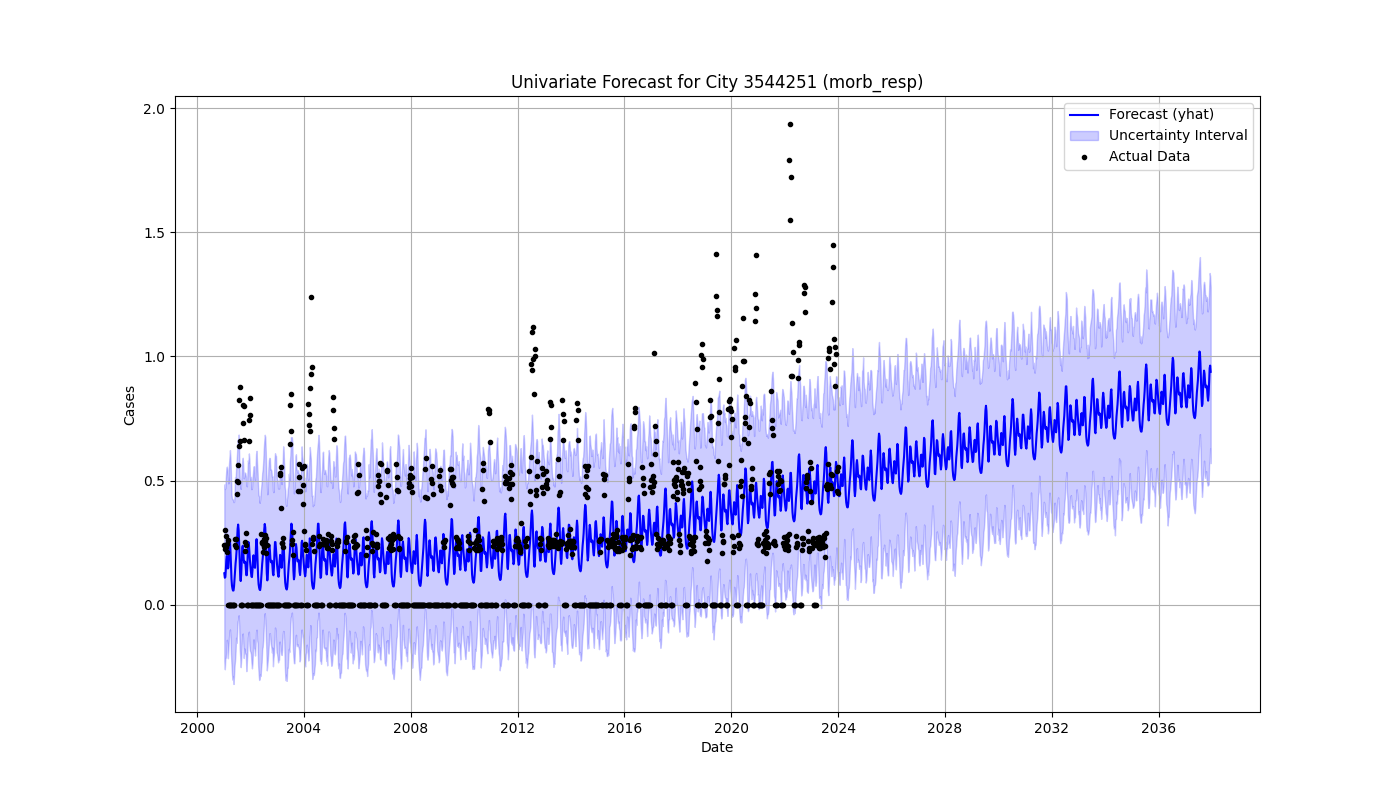 Univariate Forecast for City 3544251 (morb_resp)
Forecast (yhat)
Uncertainty Interval
Actual Data
Cases
2.0
1.5
1.0
0.5
0.0
2000 2004 2008 2012 2016 2020 2024 2028 2032 2036
Date